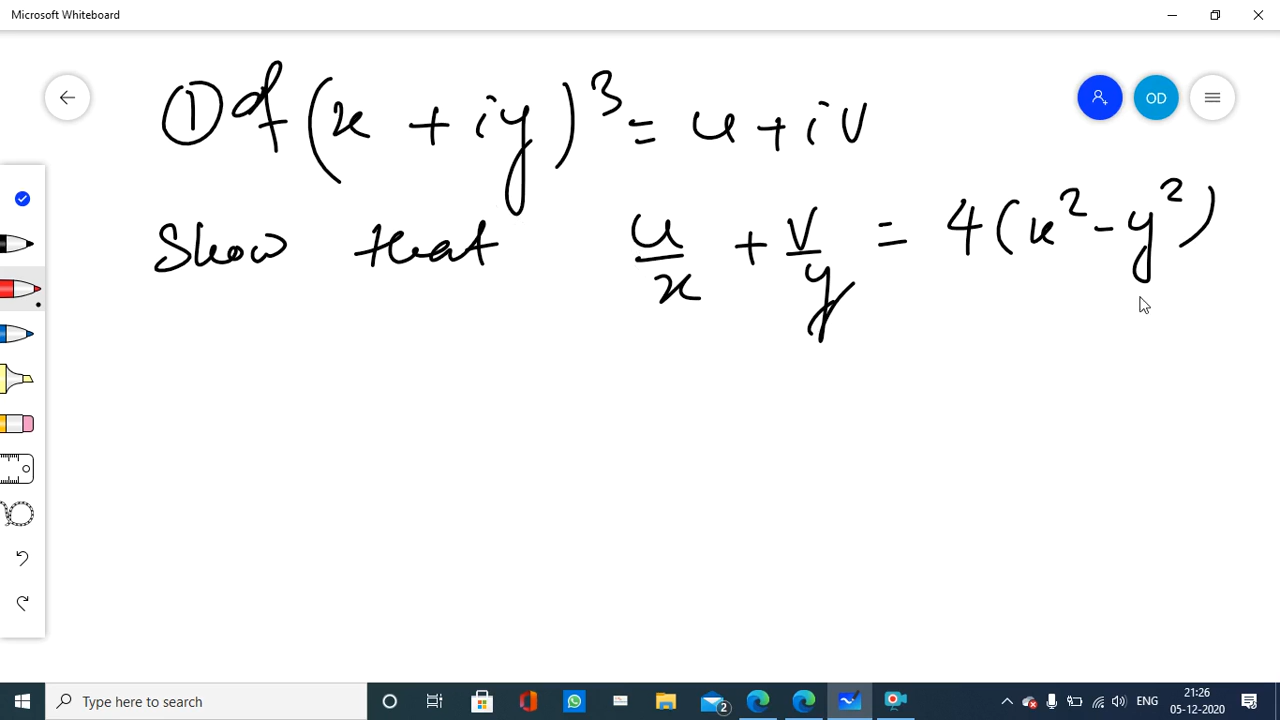 Microsoft Whiteboard
① If (x + iy)³ = u + iv
OD
Show that u/x + v/y = 4(x² - y²)
Type here to search
2
ENG
21:26
05-12-2020